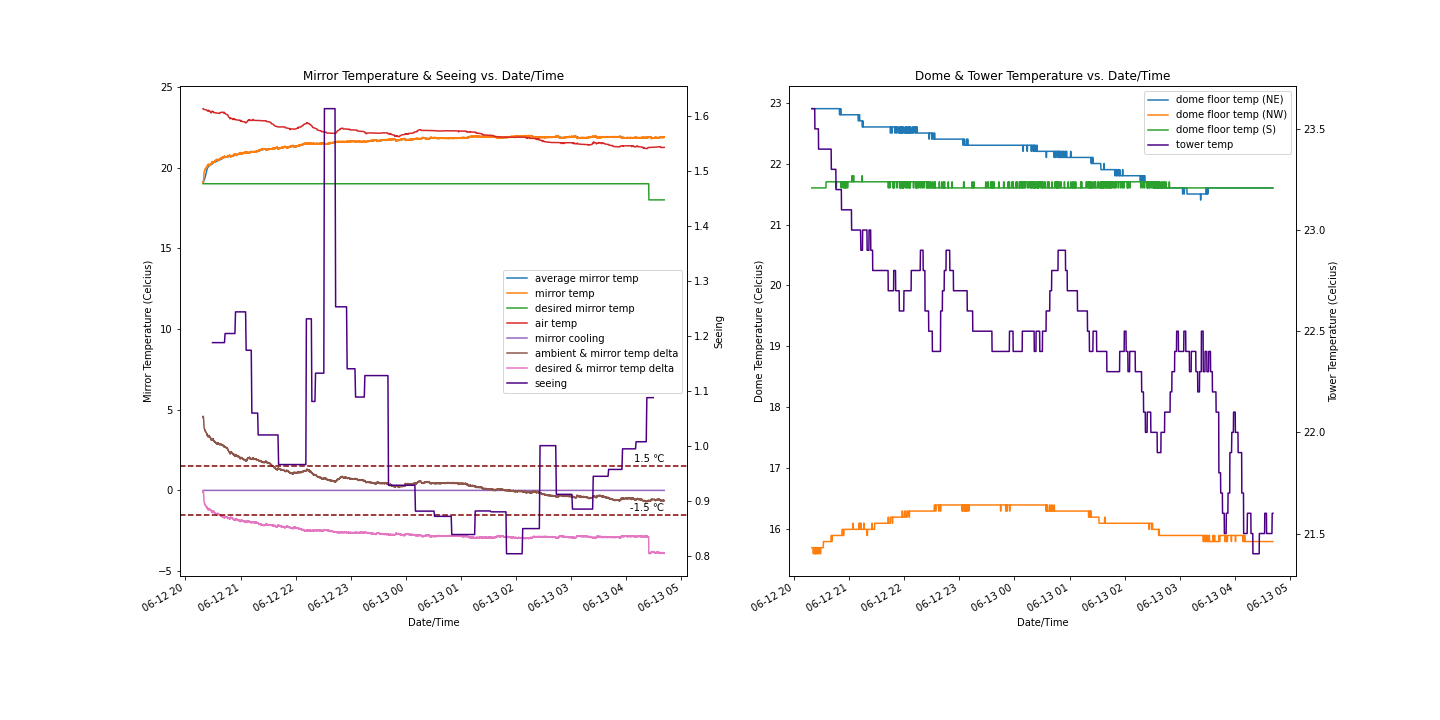 Mirror Temperature & Seeing vs. Date/Time
Mirror Temperature (Celcius)
25
20
15
10
5
0
−5
1.6
1.5
1.4
1.3
1.2
1.1
1.0
0.9
0.8
Seeing
average mirror temp
mirror temp
desired mirror temp
air temp
mirror cooling
ambient & mirror temp delta
desired & mirror temp delta
seeing
1.5 °C
-1.5 °C
06-12 20
06-12 21
06-12 22
06-12 23
06-13 00
06-13 01
06-13 02
06-13 03
06-13 04
06-13 05
Date/Time
Dome & Tower Temperature vs. Date/Time
Dome Temperature (Celcius)
23
22
21
20
19
18
17
16
dome floor temp (NE)
dome floor temp (NW)
dome floor temp (S)
tower temp
23.5
23.0
22.5
22.0
21.5
Tower Temperature (Celcius)
06-12 20
06-12 21
06-12 22
06-12 23
06-13 00
06-13 01
06-13 02
06-13 03
06-13 04
06-13 05
Date/Time